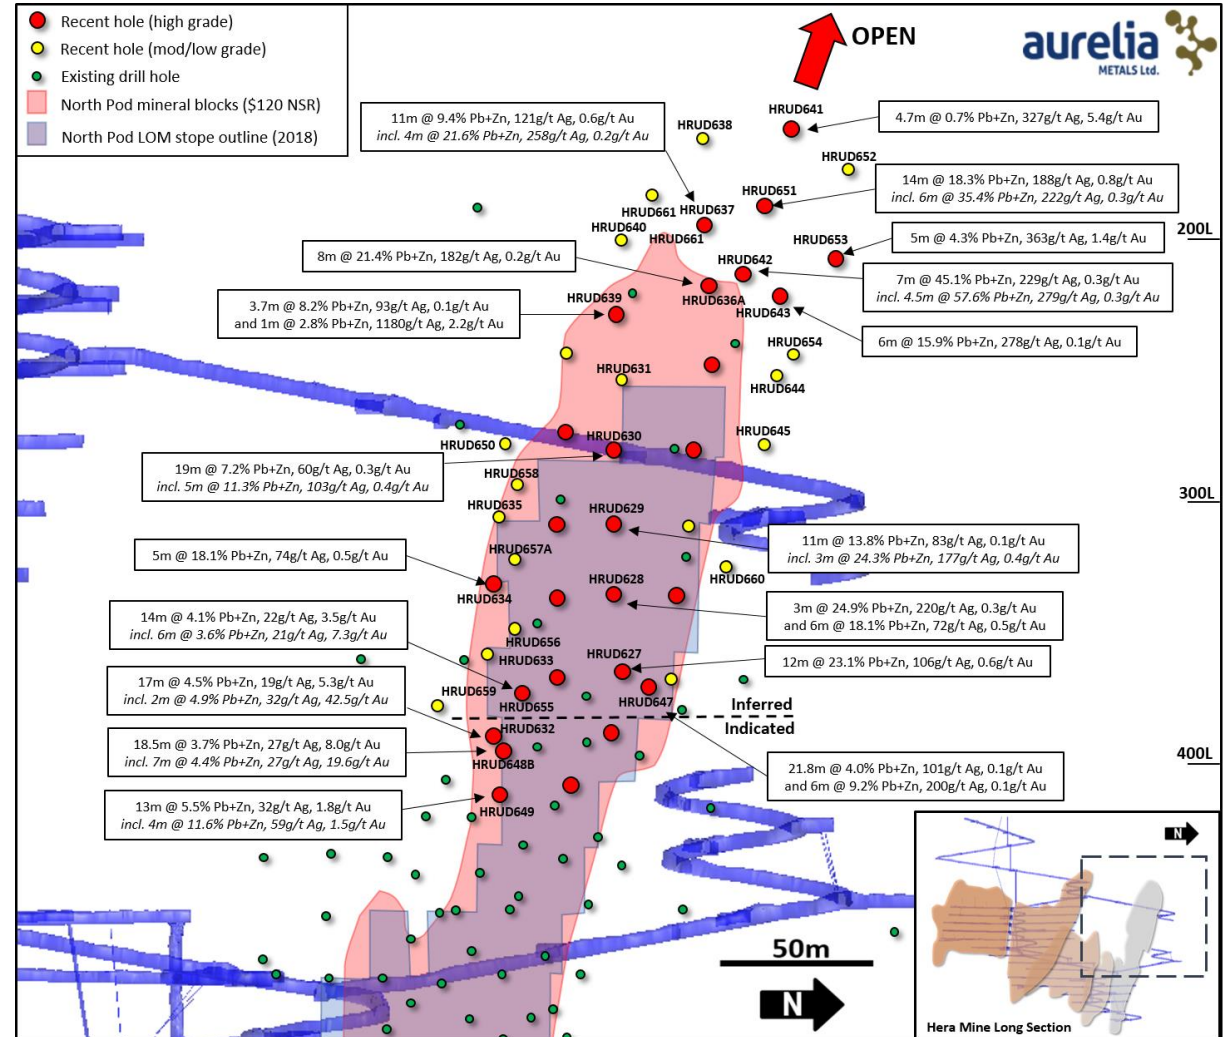 Recent hole (high grade)
Recent hole (mod/low grade)
Existing drill hole
North Pod mineral blocks ($120 NSR)
North Pod LOM stope outline (2018)
OPEN
aurelia
METALS Ltd.
11m @ 9.4% Pb+Zn, 121g/t Ag, 0.6g/t Au
incl. 4m @ 21.6% Pb+Zn, 258g/t Ag, 0.2g/t Au
HRUD638
HRUD641
4.7m @ 0.7% Pb+Zn, 327g/t Ag, 5.4g/t Au
HRUD652
14m @ 18.3% Pb+Zn, 188g/t Ag, 0.8g/t Au
incl. 6m @ 35.4% Pb+Zn, 222g/t Ag, 0.3g/t Au
HRUD651
HRUD661
HRUD637
HRUD640
HRUD661
200L
HRUD653
5m @ 4.3% Pb+Zn, 363g/t Ag, 1.4g/t Au
8m @ 21.4% Pb+Zn, 182g/t Ag, 0.2g/t Au
HRUD642
7m @ 45.1% Pb+Zn, 229g/t Ag, 0.3g/t Au
incl. 4.5m @ 57.6% Pb+Zn, 279g/t Ag, 0.3g/t Au
HRUD636A
HRUD639
HRUD643
3.7m @ 8.2% Pb+Zn, 93g/t Ag, 0.1g/t Au
and 1m @ 2.8% Pb+Zn, 1180g/t Ag, 2.2g/t Au
6m @ 15.9% Pb+Zn, 278g/t Ag, 0.1g/t Au
HRUD654
HRUD631
HRUD644
HRUD645
HRUD630
HRUD650
19m @ 7.2% Pb+Zn, 60g/t Ag, 0.3g/t Au
incl. 5m @ 11.3% Pb+Zn, 103g/t Ag, 0.4g/t Au
HRUD658
300L
HRUD635
HRUD629
11m @ 13.8% Pb+Zn, 83g/t Ag, 0.1g/t Au
incl. 3m @ 24.3% Pb+Zn, 177g/t Ag, 0.4g/t Au
5m @ 18.1% Pb+Zn, 74g/t Ag, 0.5g/t Au
HRUD657A
HRUD660
HRUD628
HRUD634
3m @ 24.9% Pb+Zn, 220g/t Ag, 0.3g/t Au
and 6m @ 18.1% Pb+Zn, 72g/t Ag, 0.5g/t Au
14m @ 4.1% Pb+Zn, 22g/t Ag, 3.5g/t Au
incl. 6m @ 3.6% Pb+Zn, 21g/t Ag, 7.3g/t Au
HRUD656
HRUD633
HRUD627
12m @ 23.1% Pb+Zn, 106g/t Ag, 0.6g/t Au
17m @ 4.5% Pb+Zn, 19g/t Ag, 5.3g/t Au
incl. 2m @ 4.9% Pb+Zn, 32g/t Ag, 42.5g/t Au
HRUD659
HRUD655
HRUD647
Inferred
Indicated
HRUD632
18.5m @ 3.7% Pb+Zn, 27g/t Ag, 8.0g/t Au
incl. 7m @ 4.4% Pb+Zn, 27g/t Ag, 19.6g/t Au
HRUD648B
400L
21.8m @ 4.0% Pb+Zn, 101g/t Ag, 0.1g/t Au
and 6m @ 9.2% Pb+Zn, 200g/t Ag, 0.1g/t Au
13m @ 5.5% Pb+Zn, 32g/t Ag, 1.8g/t Au
incl. 4m @ 11.6% Pb+Zn, 59g/t Ag, 1.5g/t Au
HRUD649
50m
N
N
Hera Mine Long Section